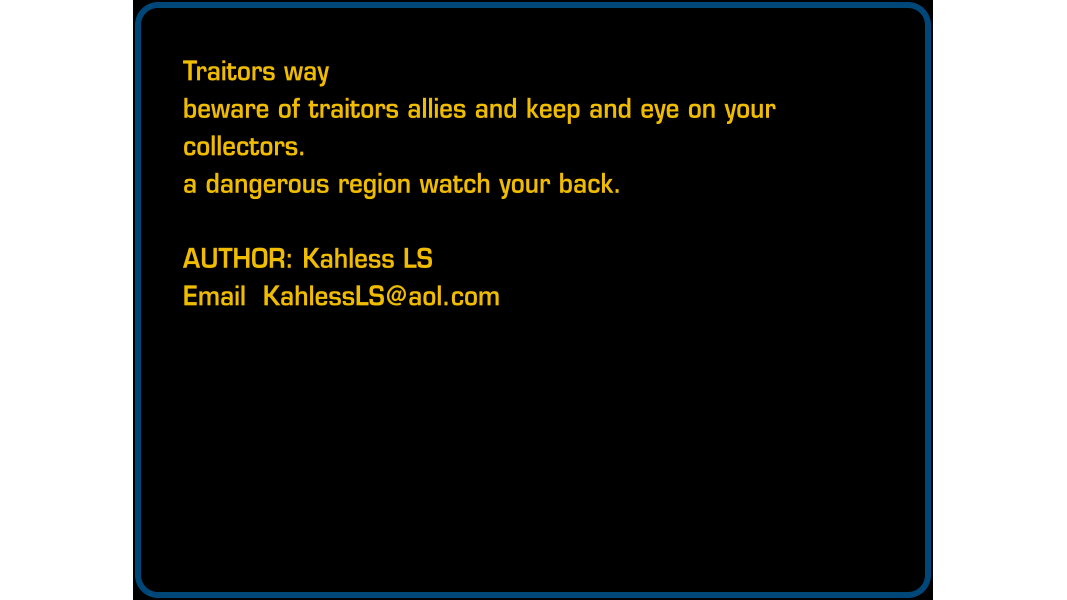 Traitors way
beware of traitors allies and keep and eye on your
collectors.
a dangerous region watch your back.
AUTHOR: Kahless LS
Email  KahlessLS@aol.com